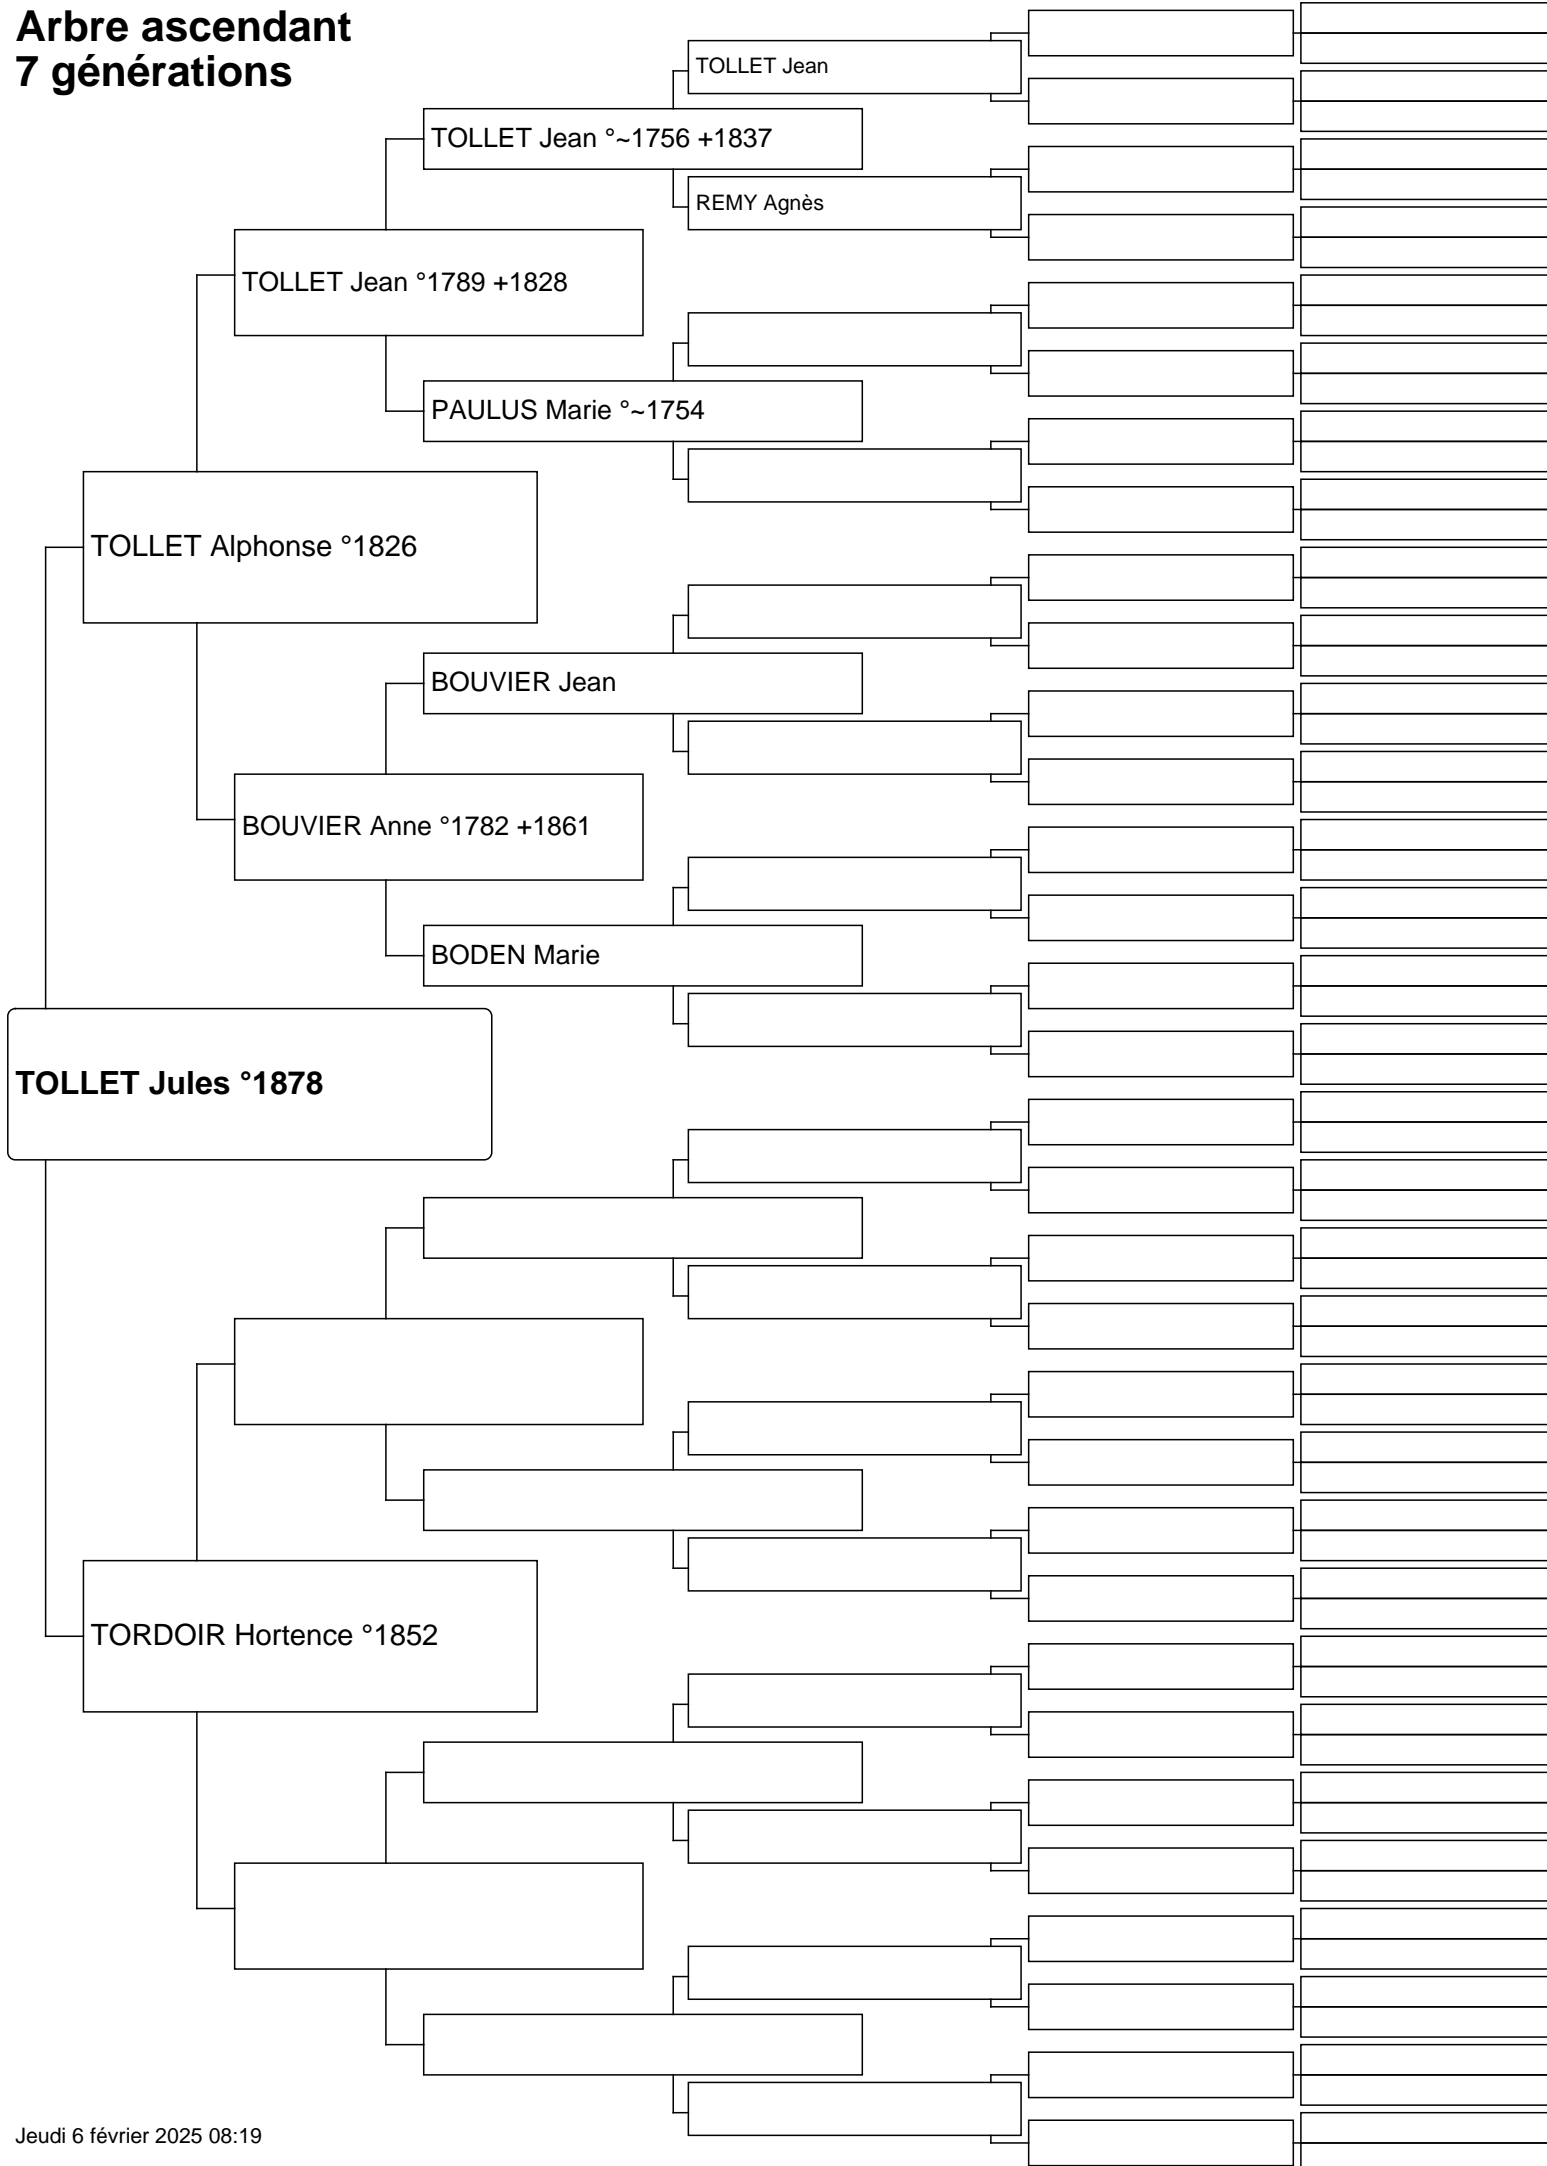 Arbre ascendant
7 générations
TOLLET Jean
TOLLET Jean °~1756 +1837
REMY Agnès
TOLLET Jean °1789 +1828
PAULUS Marie °~1754
TOLLET Alphonse °1826
BOUVIER Jean
BOUVIER Anne °1782 +1861
BODEN Marie
TOLLET Jules °1878
TORDOIR Hortence °1852
Jeudi 6 février 2025 08:19